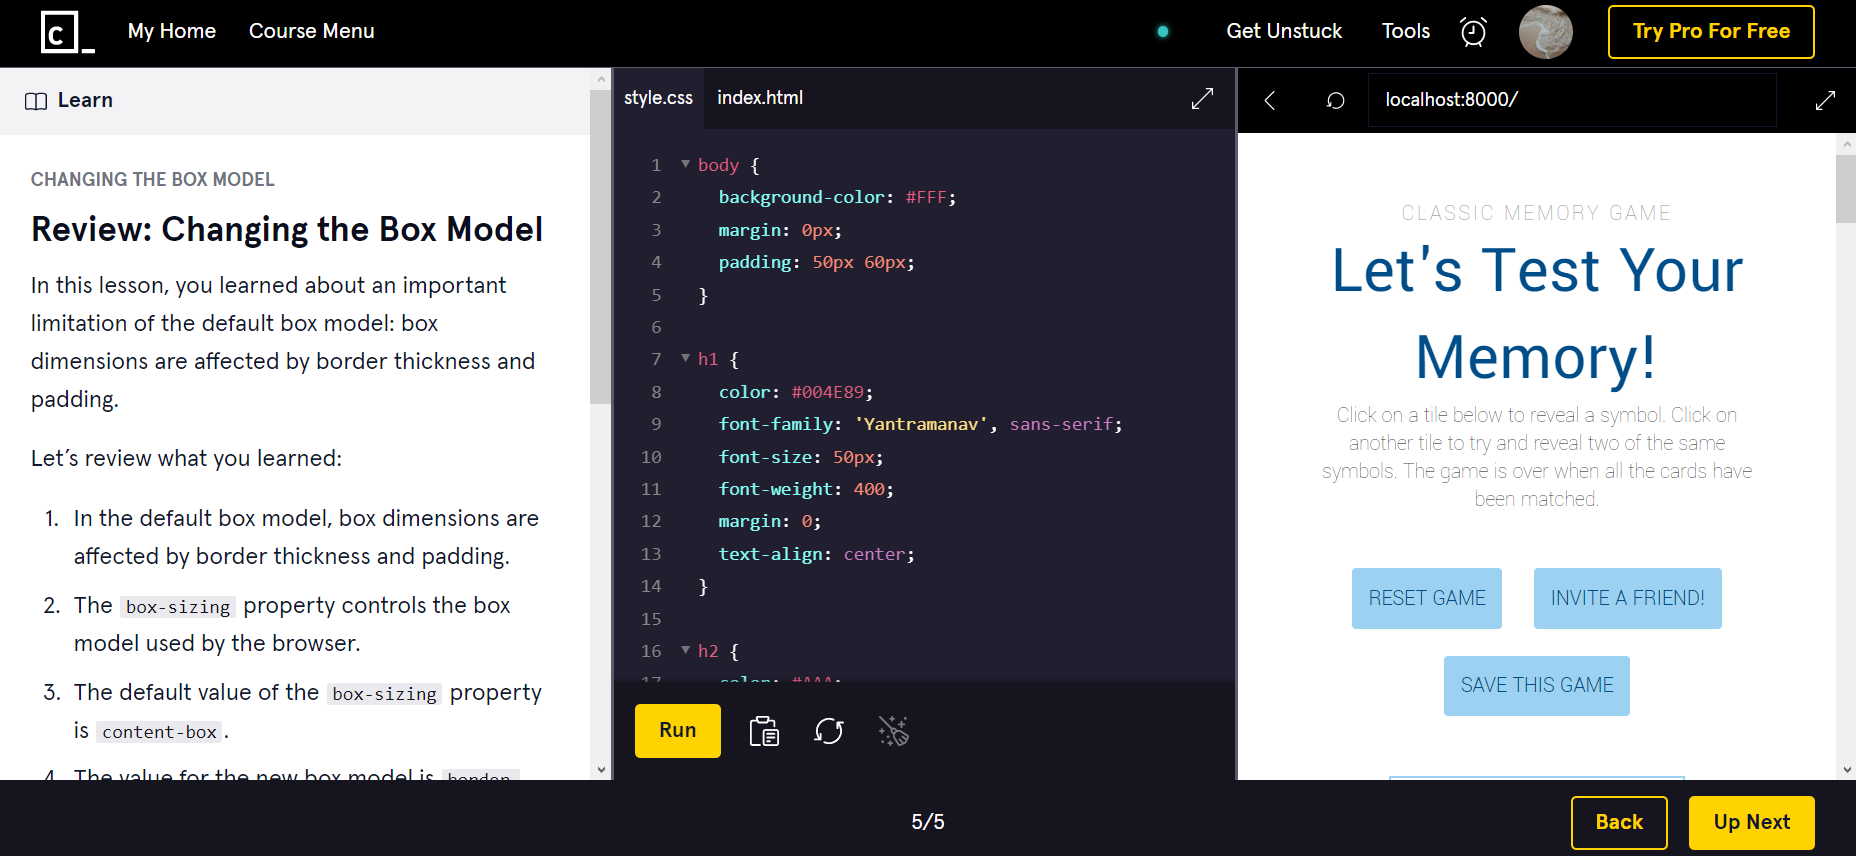 c_ My Home Course Menu Get Unstuck Tools Try Pro For Free
Learn
CHANGING THE BOX MODEL
Review: Changing the Box Model
In this lesson, you learned about an important
limitation of the default box model: box
dimensions are affected by border thickness and
padding.
Let’s review what you learned:
1. In the default box model, box dimensions are
affected by border thickness and padding.
2. The box-sizing property controls the box
model used by the browser.
3. The default value of the box-sizing property
is content-box.
4. The value for the new box model is border-
style.css index.html
1 body {
2 background-color: #FFF;
3 margin: 0px;
4 padding: 50px 60px;
5 }
6
7 h1 {
8 color: #004E89;
9 font-family: 'Yantramanav', sans-serif;
10 font-size: 50px;
11 font-weight: 400;
12 margin: 0;
13 text-align: center;
14 }
15
16 h2 {
17 color: #AAA;
Run
localhost:8000/
CLASSIC MEMORY GAME
Let's Test Your
Memory!
Click on a tile below to reveal a symbol. Click on
another tile to try and reveal two of the same
symbols. The game is over when all the cards have
been matched.
RESET GAME INVITE A FRIEND!
SAVE THIS GAME
5/5
Back Up Next